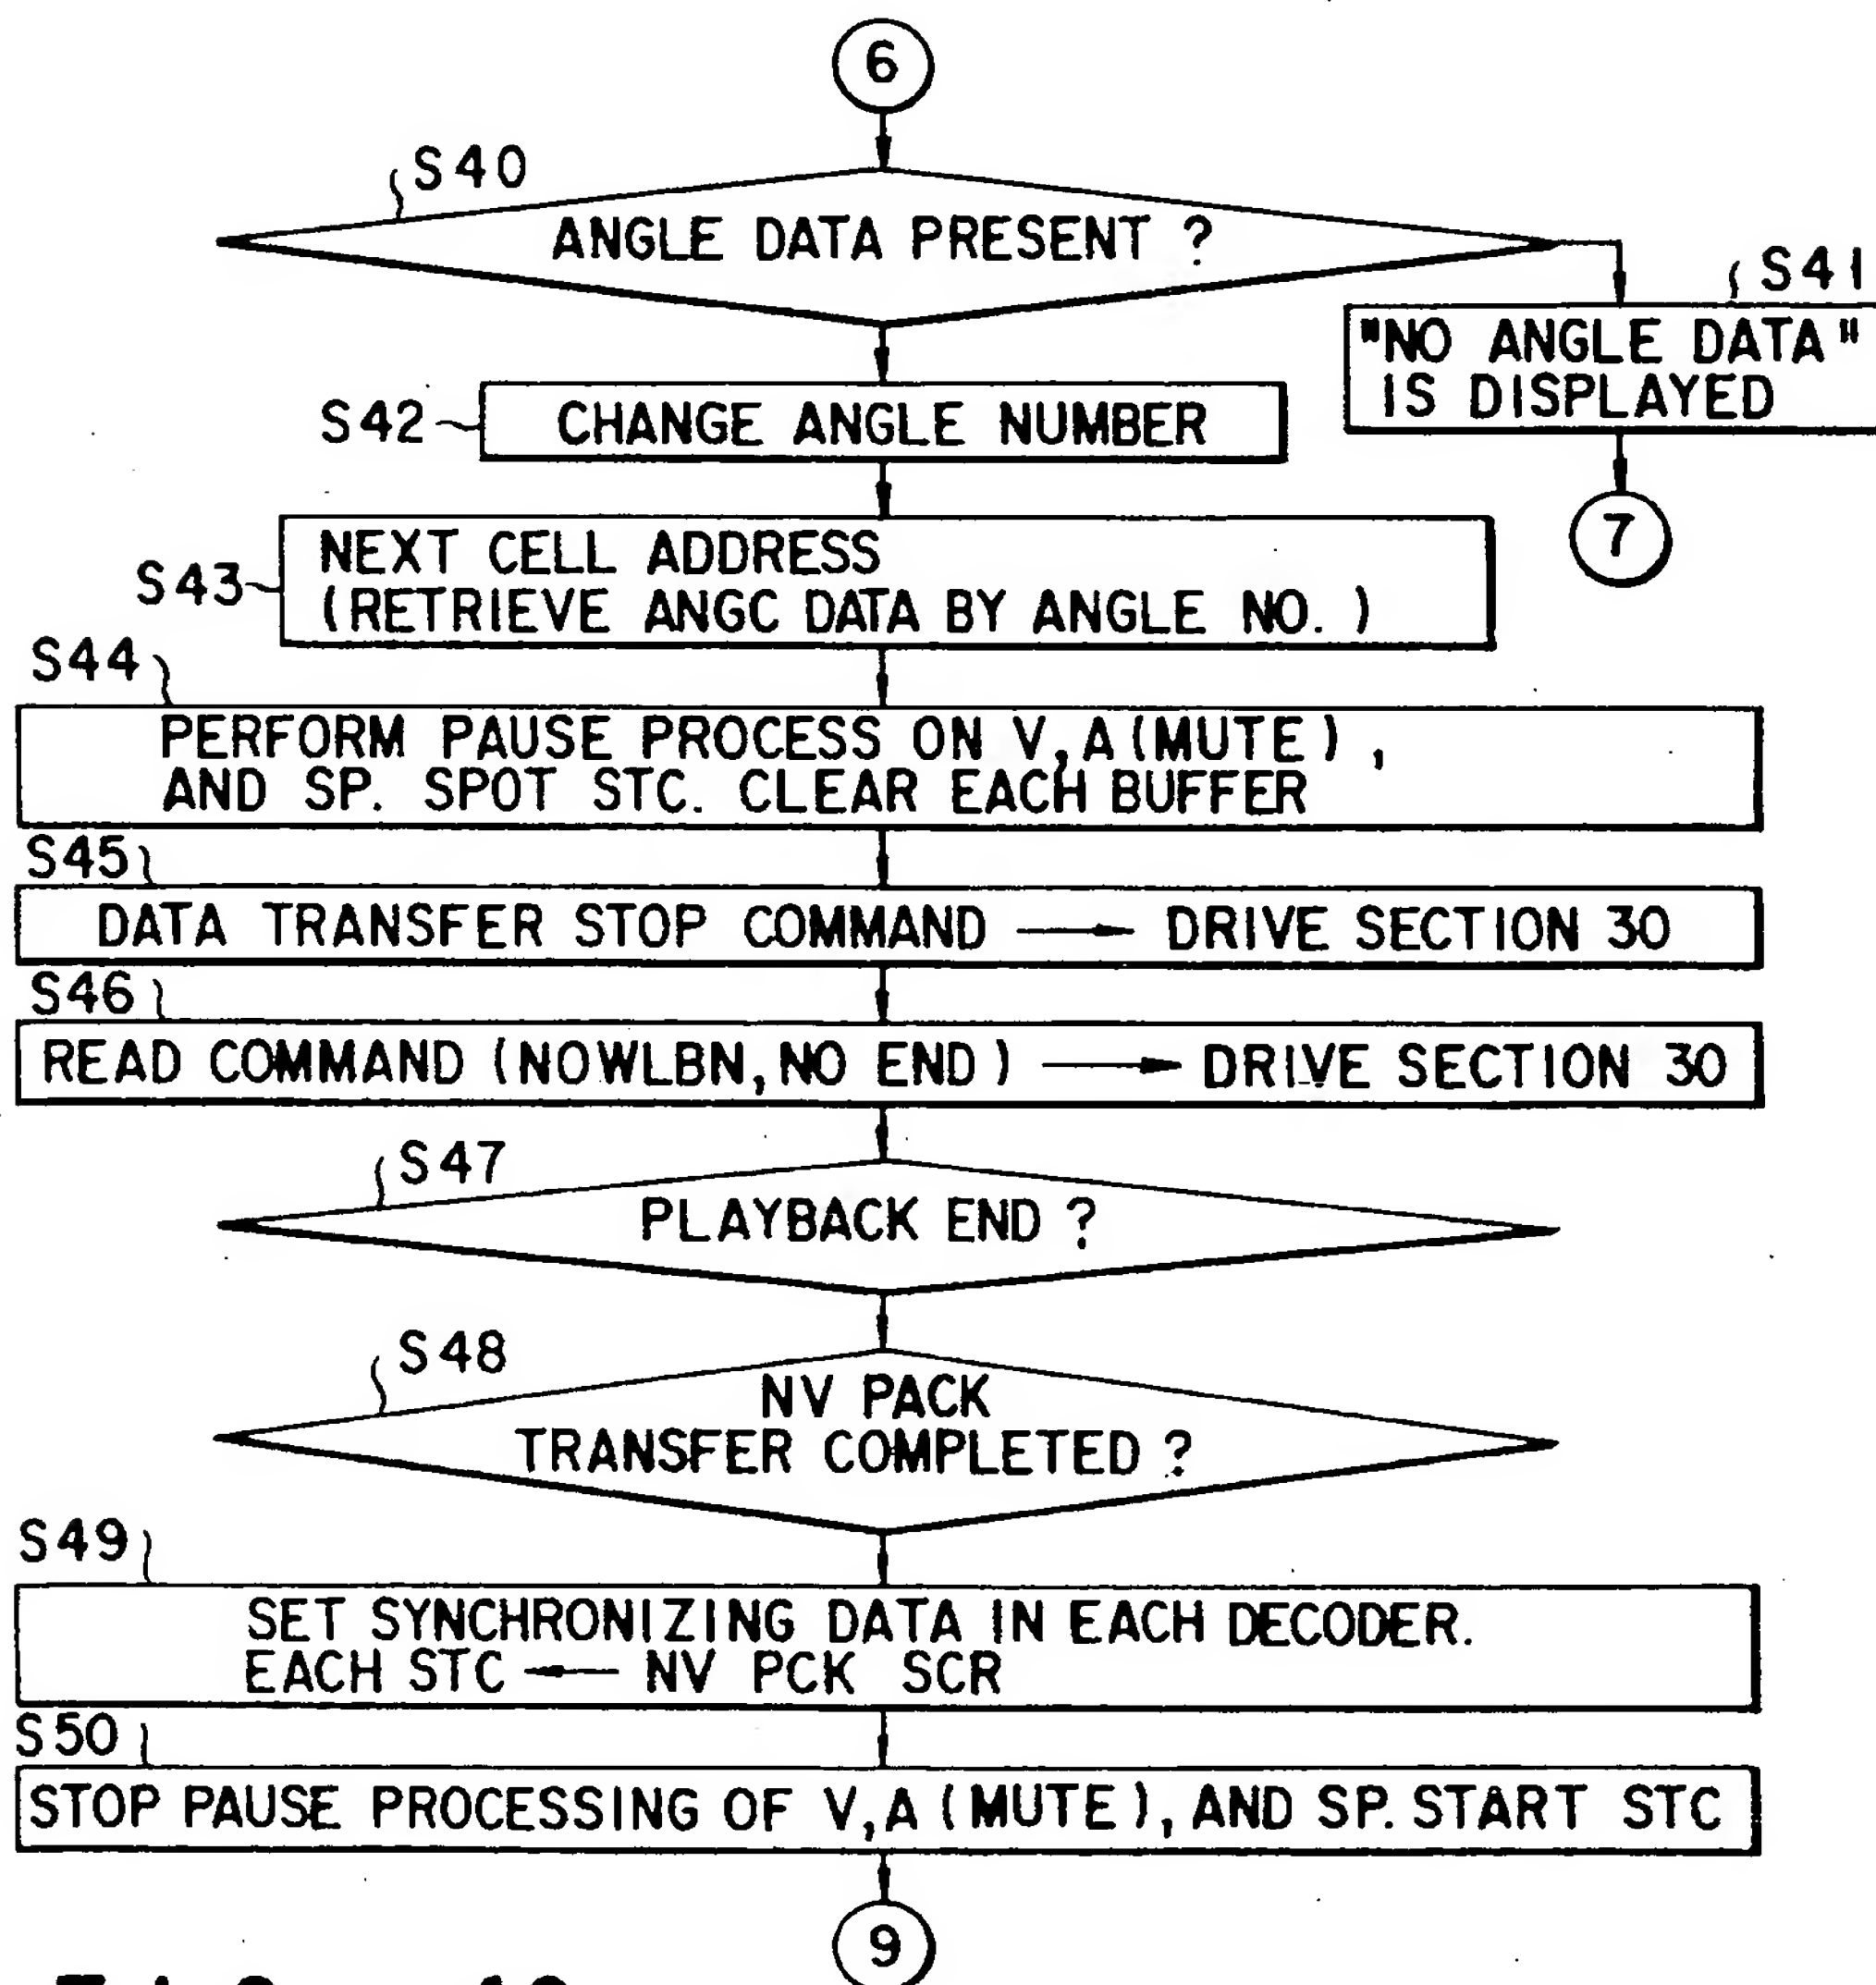 6
S40
ANGLE DATA PRESENT ?
S41
"NO ANGLE DATA"
IS DISPLAYED
S42
CHANGE ANGLE NUMBER
7
S43
NEXT CELL ADDRESS
(RETRIEVE ANGC DATA BY ANGLE NO. )
S44
PERFORM PAUSE PROCESS ON V,A(MUTE) ,
AND SP. SPOT STC. CLEAR EACH BUFFER
S45
DATA TRANSFER STOP COMMAND → DRIVE SECTION 30
S46
READ COMMAND (NOWLBN, NO END) → DRIVE SECTION 30
S47
PLAYBACK END ?
S48
NV PACK
TRANSFER COMPLETED ?
S49
SET SYNCHRONIZING DATA IN EACH DECODER.
EACH STC ← NV PCK SCR
S50
STOP PAUSE PROCESSING OF V,A (MUTE), AND SP. START STC
9